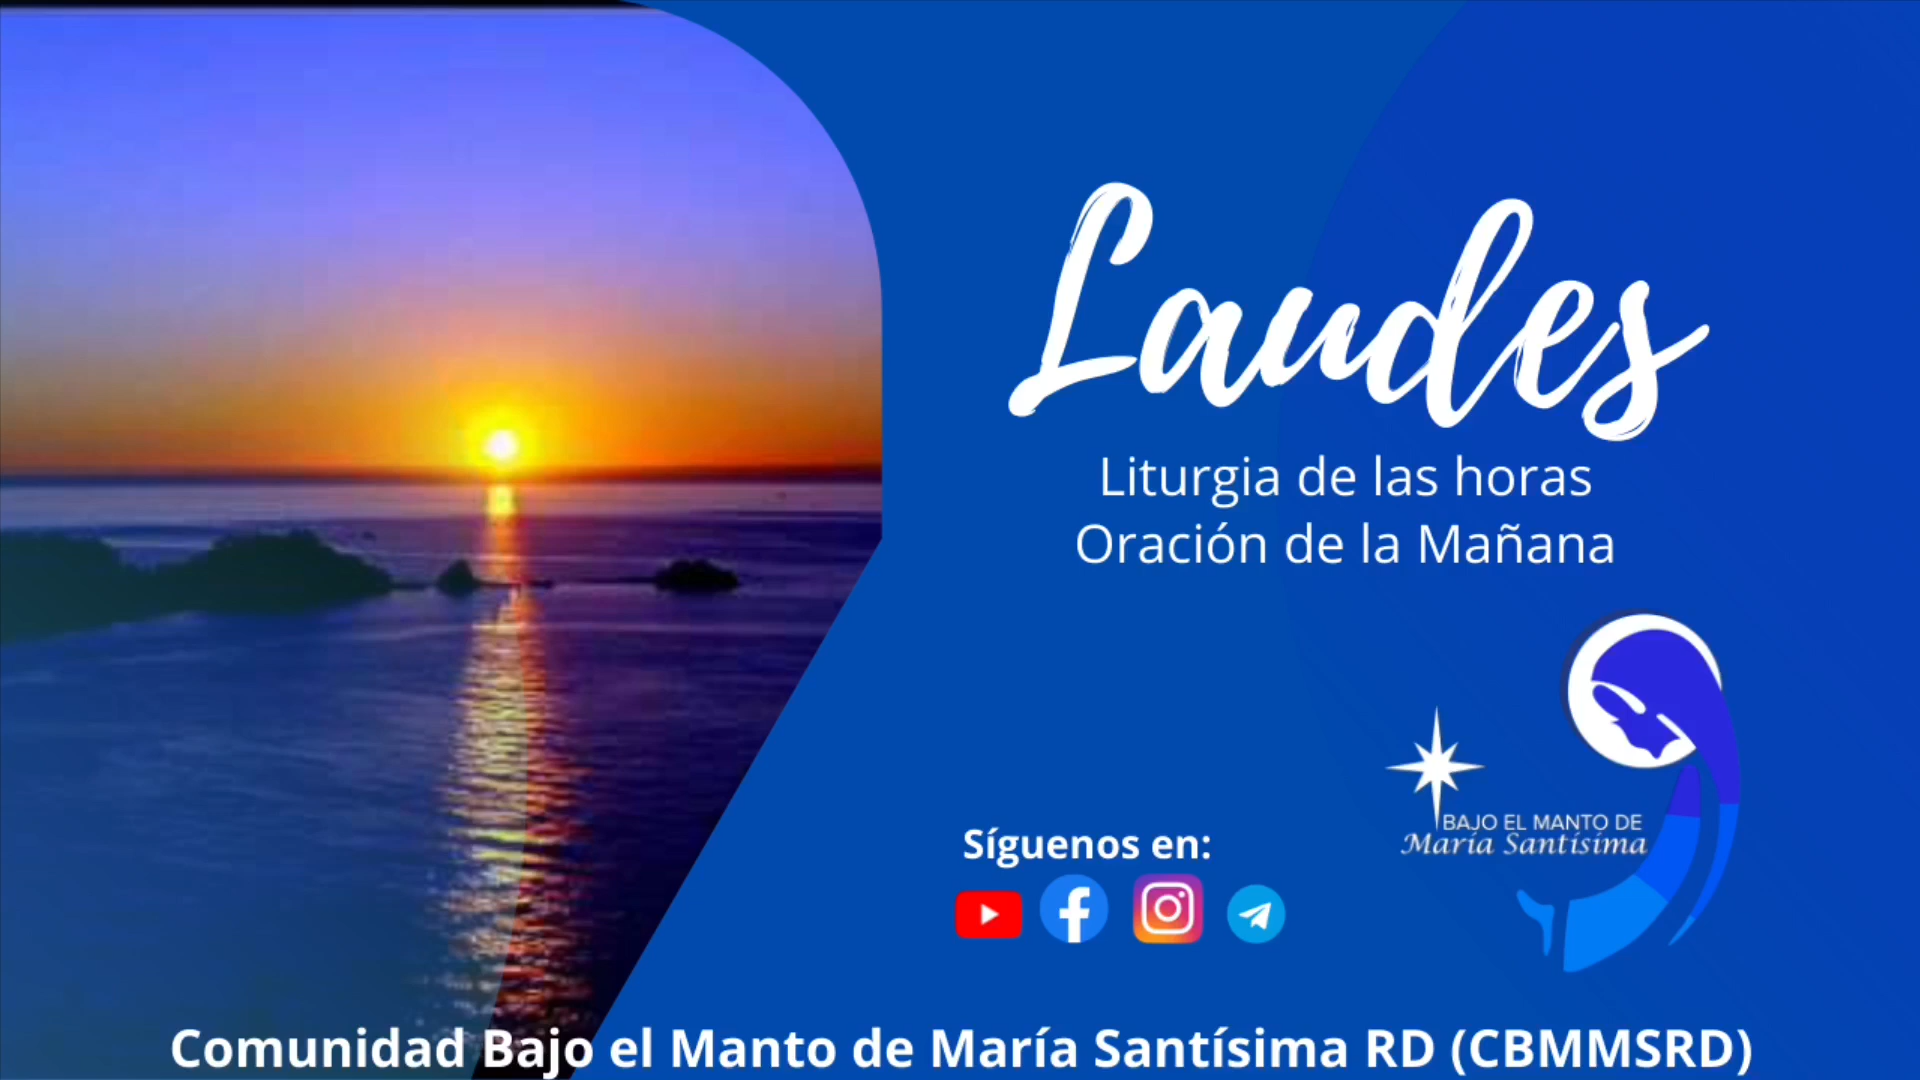 Laudes
Liturgia de las horas
Oración de la Mañana
BAJO EL MANTO DE
María Santísima
Síguenos en:
Comunidad Bajo el Manto de María Santísima RD (CBMMSRD)